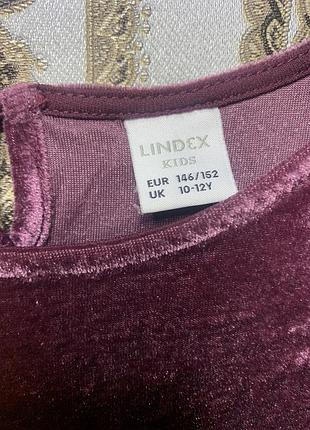 LINDEX
KIDS
EUR 146/152
UK 10-12Y